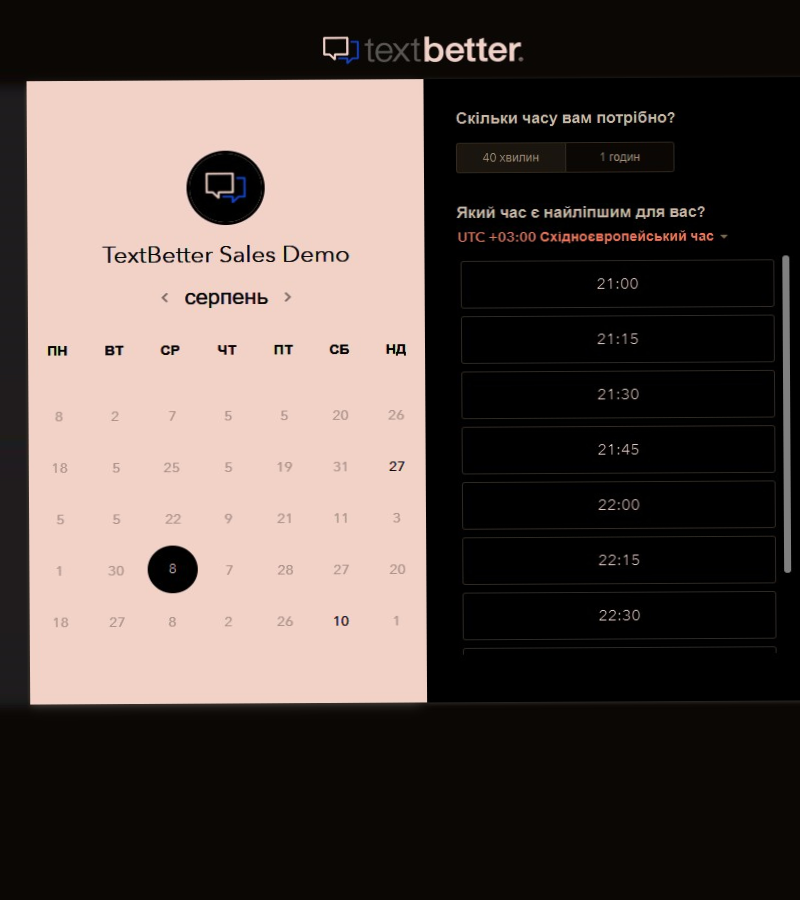 textbetter.
TextBetter Sales Demo
серпень
ПН ВТ СР ЧТ ПТ СБ НД
8 2 7 5 5 20 26
18 5 25 5 19 31 27
5 5 22 9 21 11 3
1 30 8 7 28 27 20
18 27 8 2 26 10 1
Скільки часу вам потрібно?
40 хвилин 1 годин
Який час є найліпшим для вас?
UTC +03:00 Східноєвропейський час
21:00
21:15
21:30
21:45
22:00
22:15
22:30